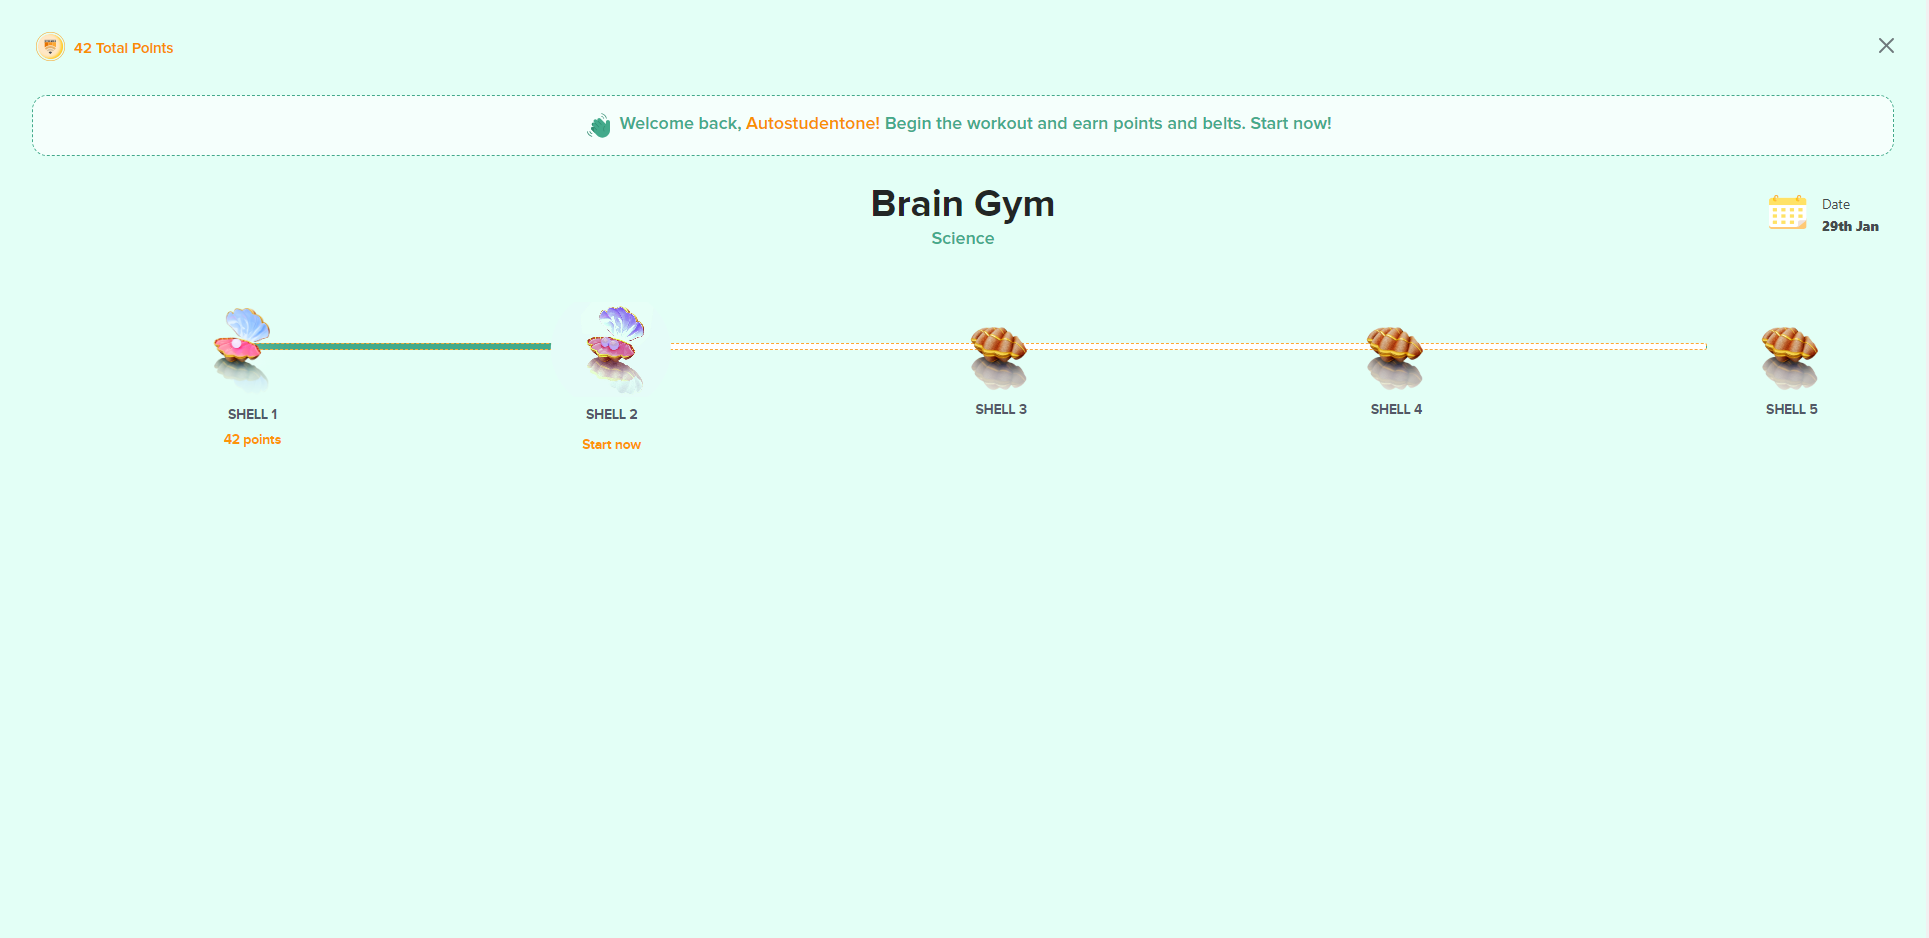 42 Total Points
Welcome back, Autostudentone! Begin the workout and earn points and belts. Start now!
Brain Gym
Science
Date
29th Jan
SHELL 1
42 points
SHELL 2
Start now
SHELL 3
SHELL 4
SHELL 5